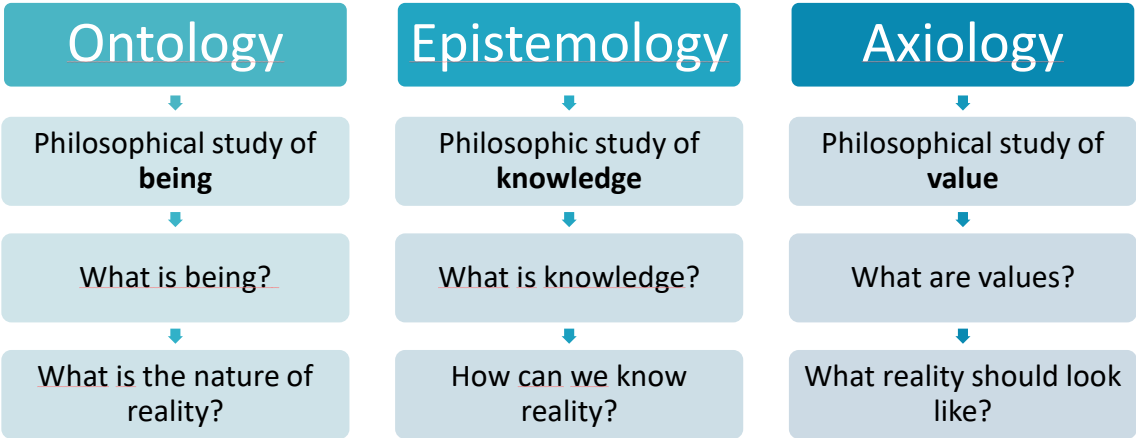 Ontology
Philosophical study of
being
What is being?
What is the nature of
reality?
Epistemology
Philosophic study of
knowledge
What is knowledge?
How can we know
reality?
Axiology
Philosophical study of
value
What are values?
What reality should look
like?